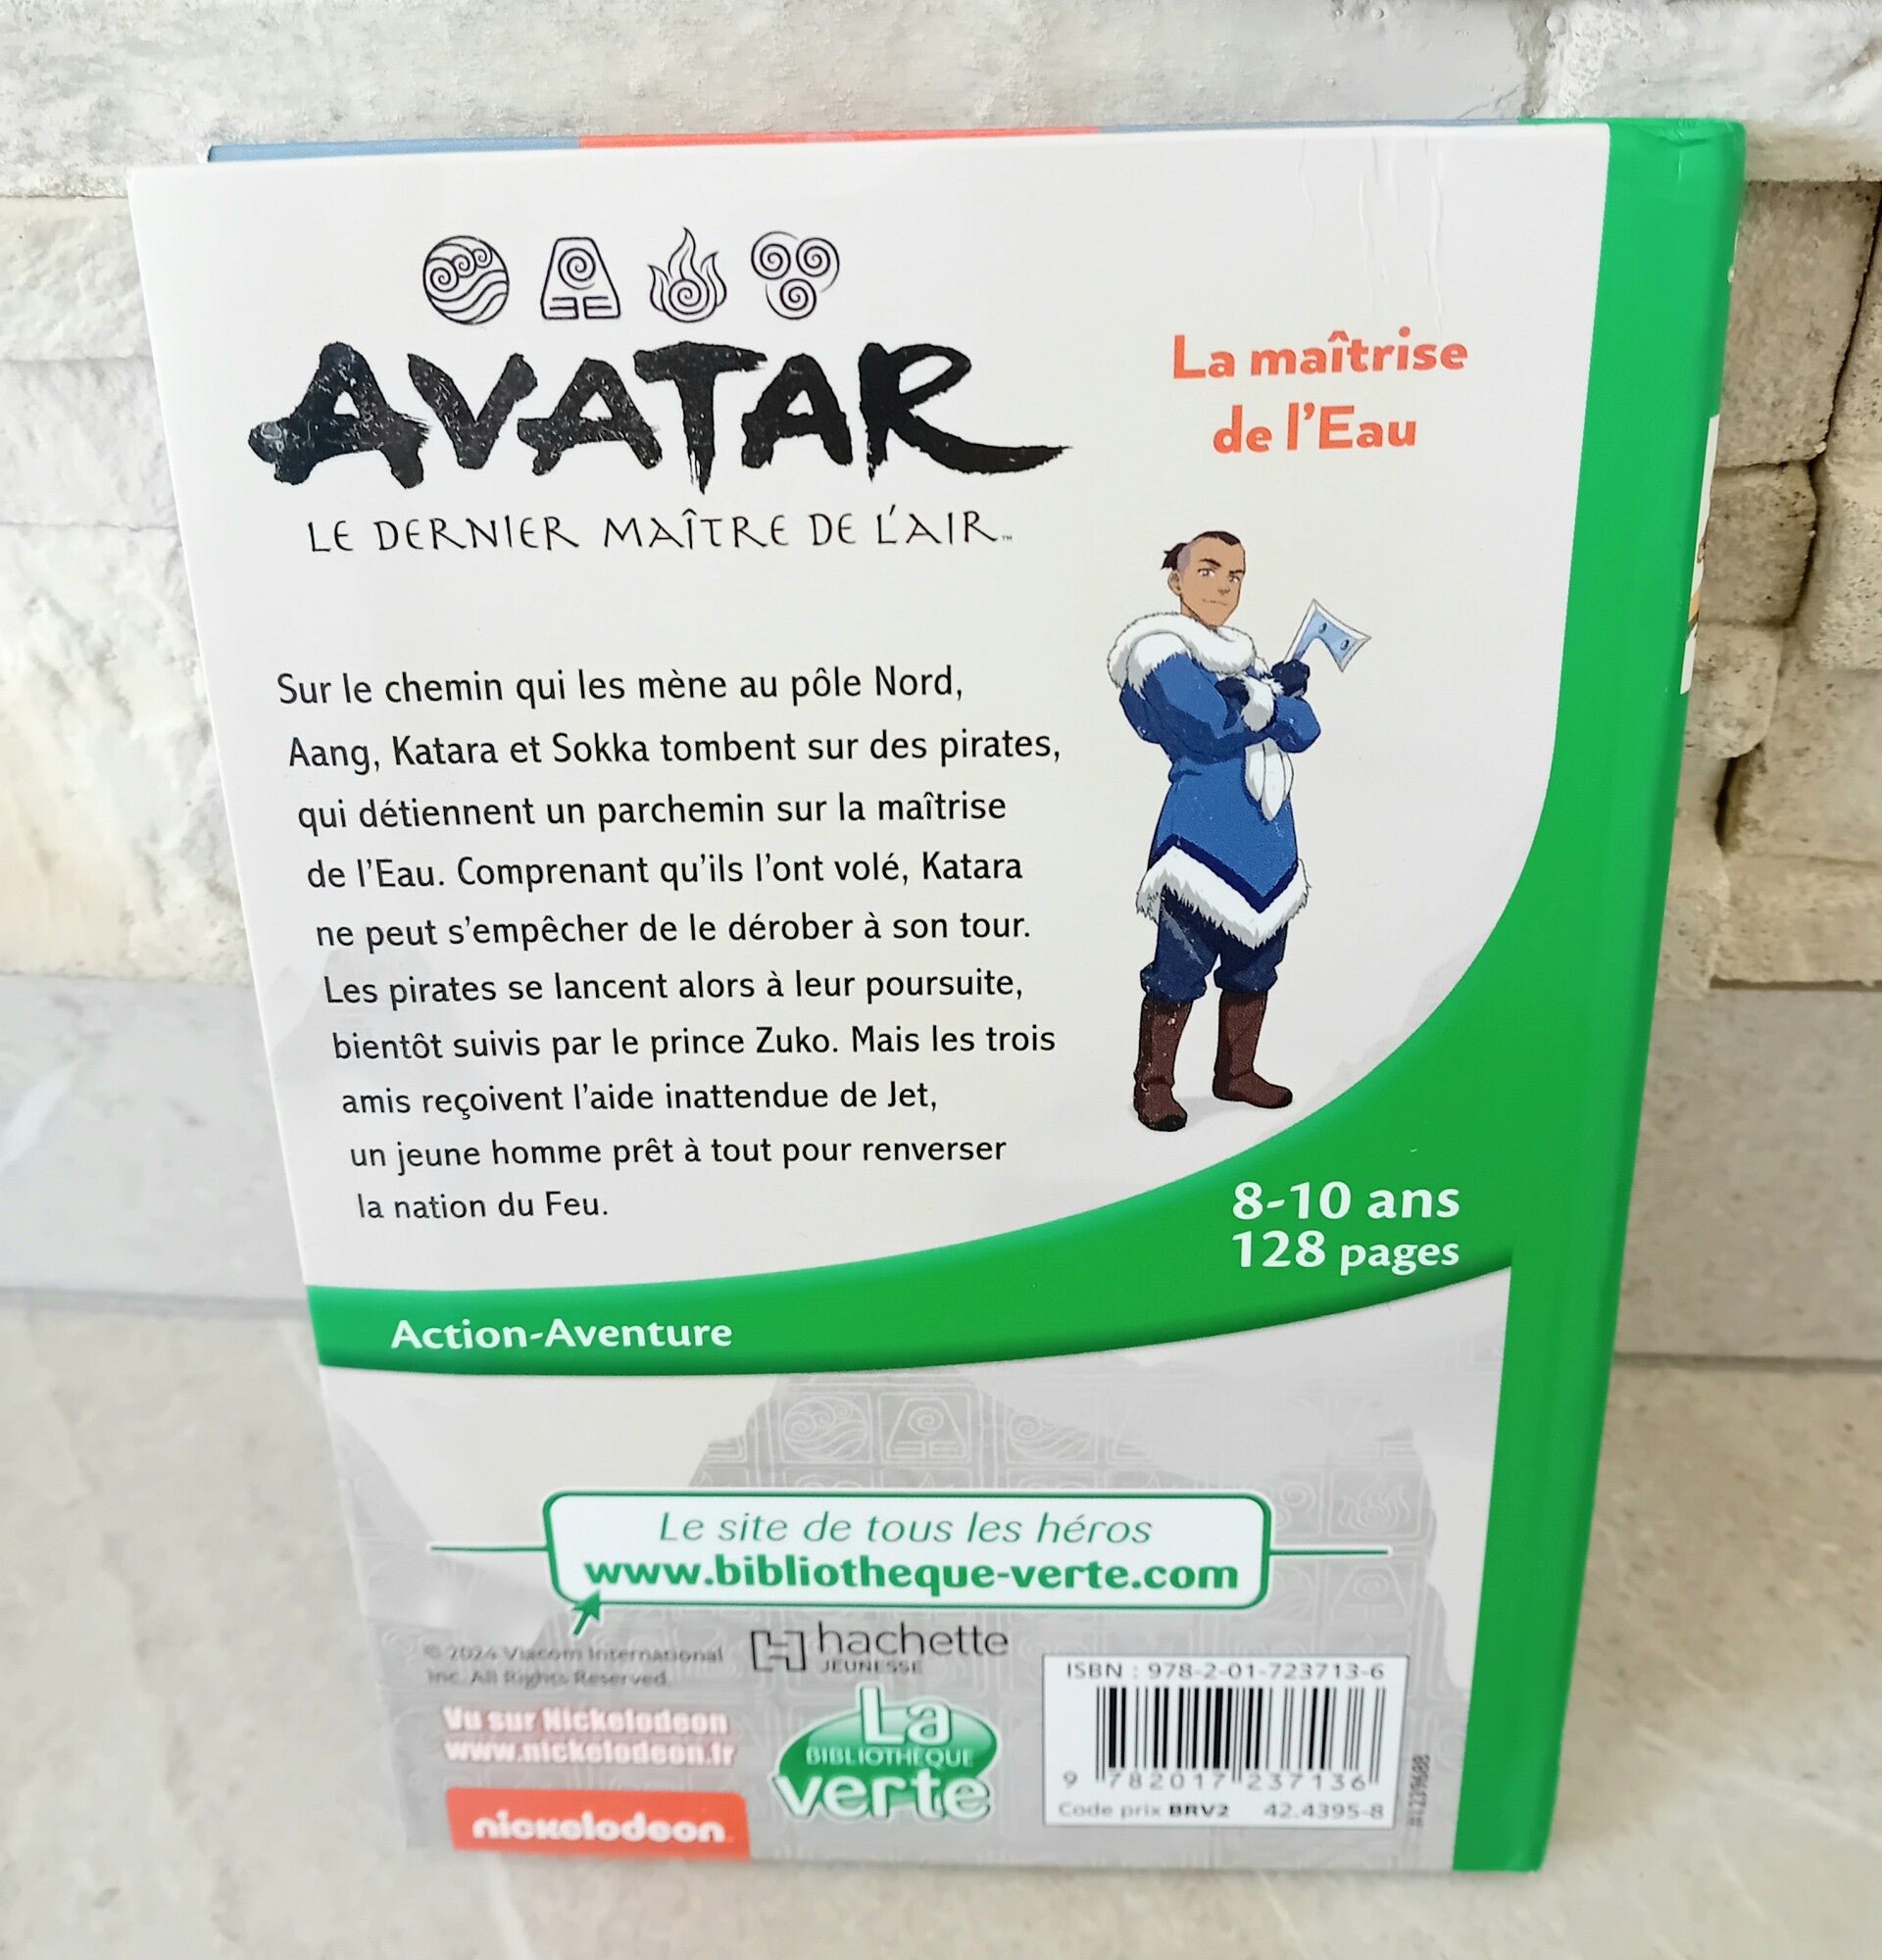 AVATAR
LE DERNIER MAÎTRE DE L'AIR™
La maîtrise
de l'Eau
Sur le chemin qui les mène au pôle Nord,
Aang, Katara et Sokka tombent sur des pirates,
qui détiennent un parchemin sur la maîtrise
de l'Eau. Comprenant qu'ils l'ont volé, Katara
ne peut s'empêcher de le dérober à son tour.
Les pirates se lancent alors à leur poursuite,
bientôt suivis par le prince Zuko. Mais les trois
amis reçoivent l'aide inattendue de Jet,
un jeune homme prêt à tout pour renverser
la nation du Feu.
8-10 ans
128 pages
Action-Aventure
Le site de tous les héros
www.bibliotheque-verte.com
© 2024 Viacom International
Inc. All Rights Reserved.
hachette
JEUNESSE
Vu sur Nickelodeon
www.nickelodeon.fr
nickelodeon
La
BIBLIOTHÈQUE
verte
ISBN : 978-2-01-723713-6
9 782017 237136
Code prix BRV2 42.4395-8